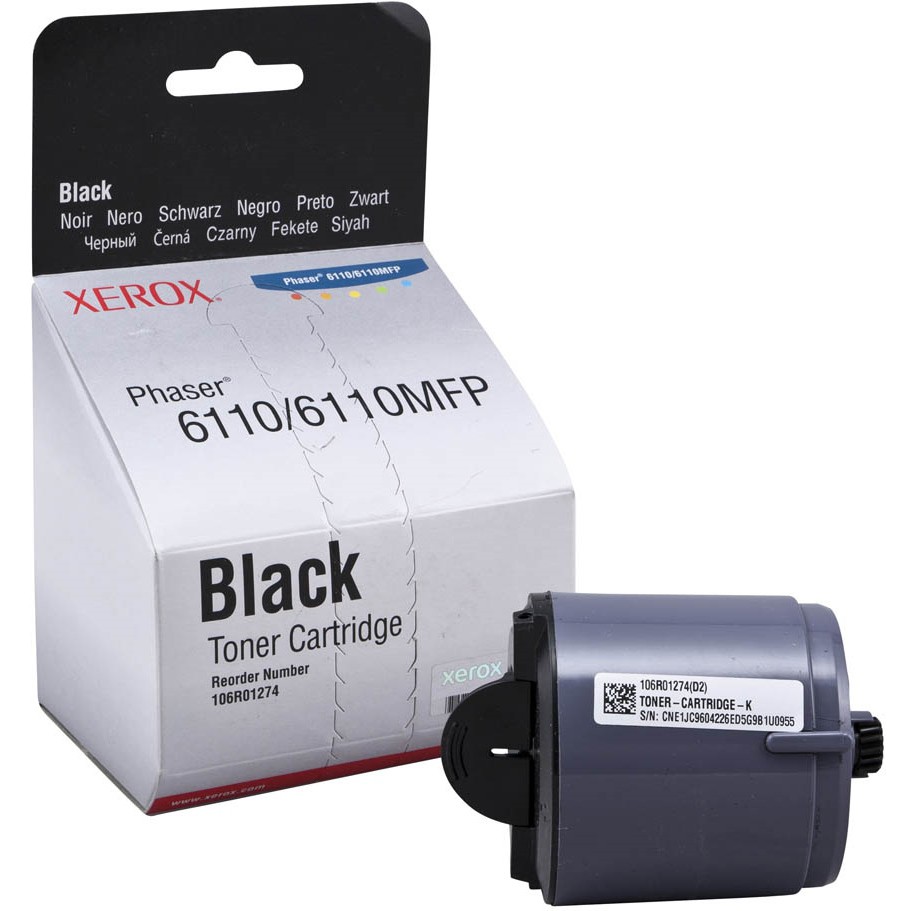 Black
Noir Nero Schwarz Negro Preto Zwart
Черный Černá Czarny Fekete Siyah
XEROX®
Phaser® 6110/6110MFP
Phaser®
6110/6110MFP
Black
Toner Cartridge
Reorder Number
106R01274
xerox
www.xerox.com
106R01274(D2)
TONER-CARTRIDGE-K
S/N: CNE1JC9604226ED5G9B1U0955